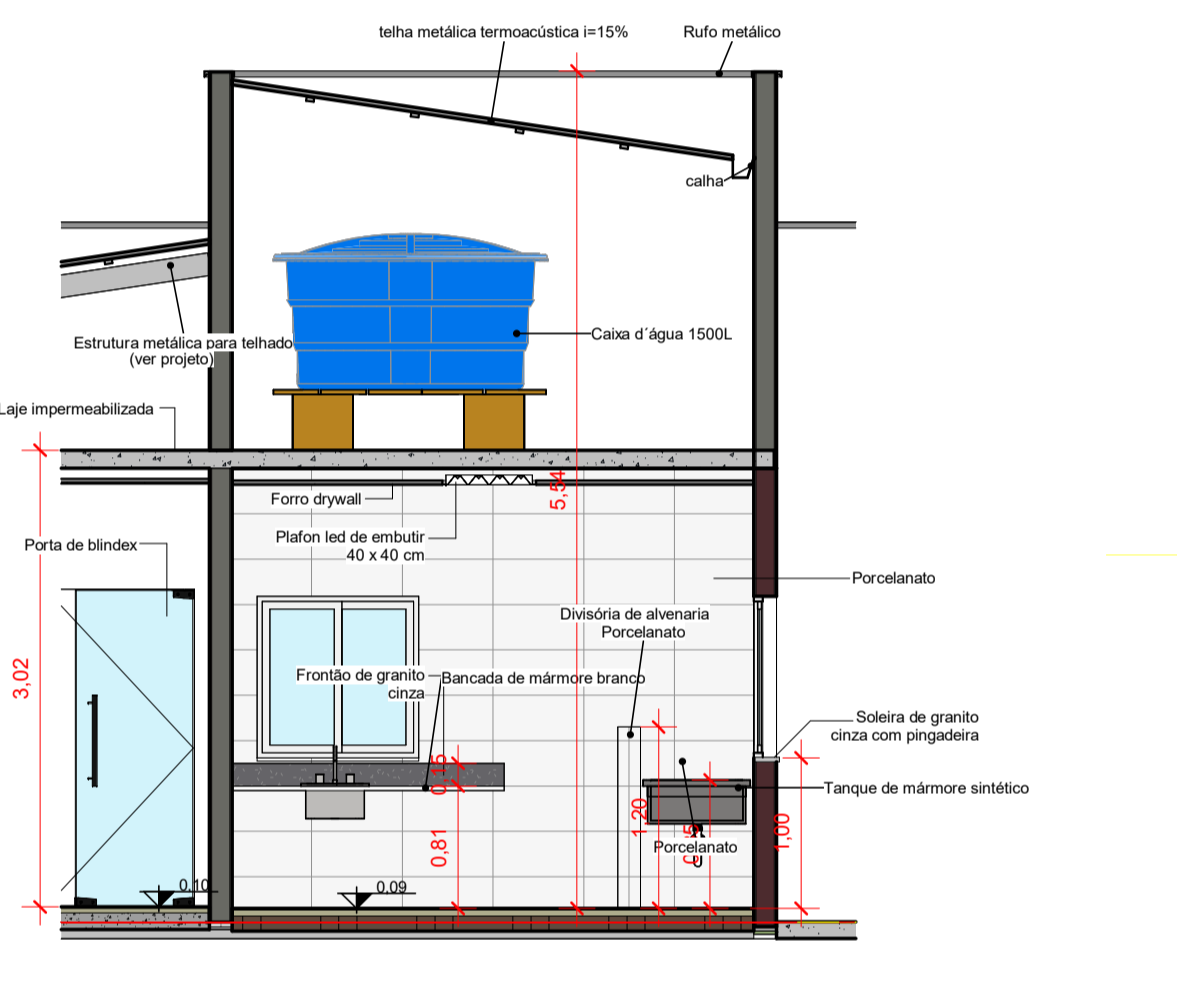 telha metálica termoacústica i=15%
Rufo metálico
calha
Caixa d´água 1500L
Estrutura metálica para telhado
(ver projeto)
Laje impermeabilizada
5,54
Forro drywall
Plafon led de embutir
40 x 40 cm
Porta de blindex
Porcelanato
Divisória de alvenaria
Porcelanato
3,02
Frontão de granito
cinza
Bancada de mármore branco
Soleira de granito
cinza com pingadeira
0,15
Tanque de mármore sintético
1,20
0,81
1,00
Porcelanato
0,10
0,09